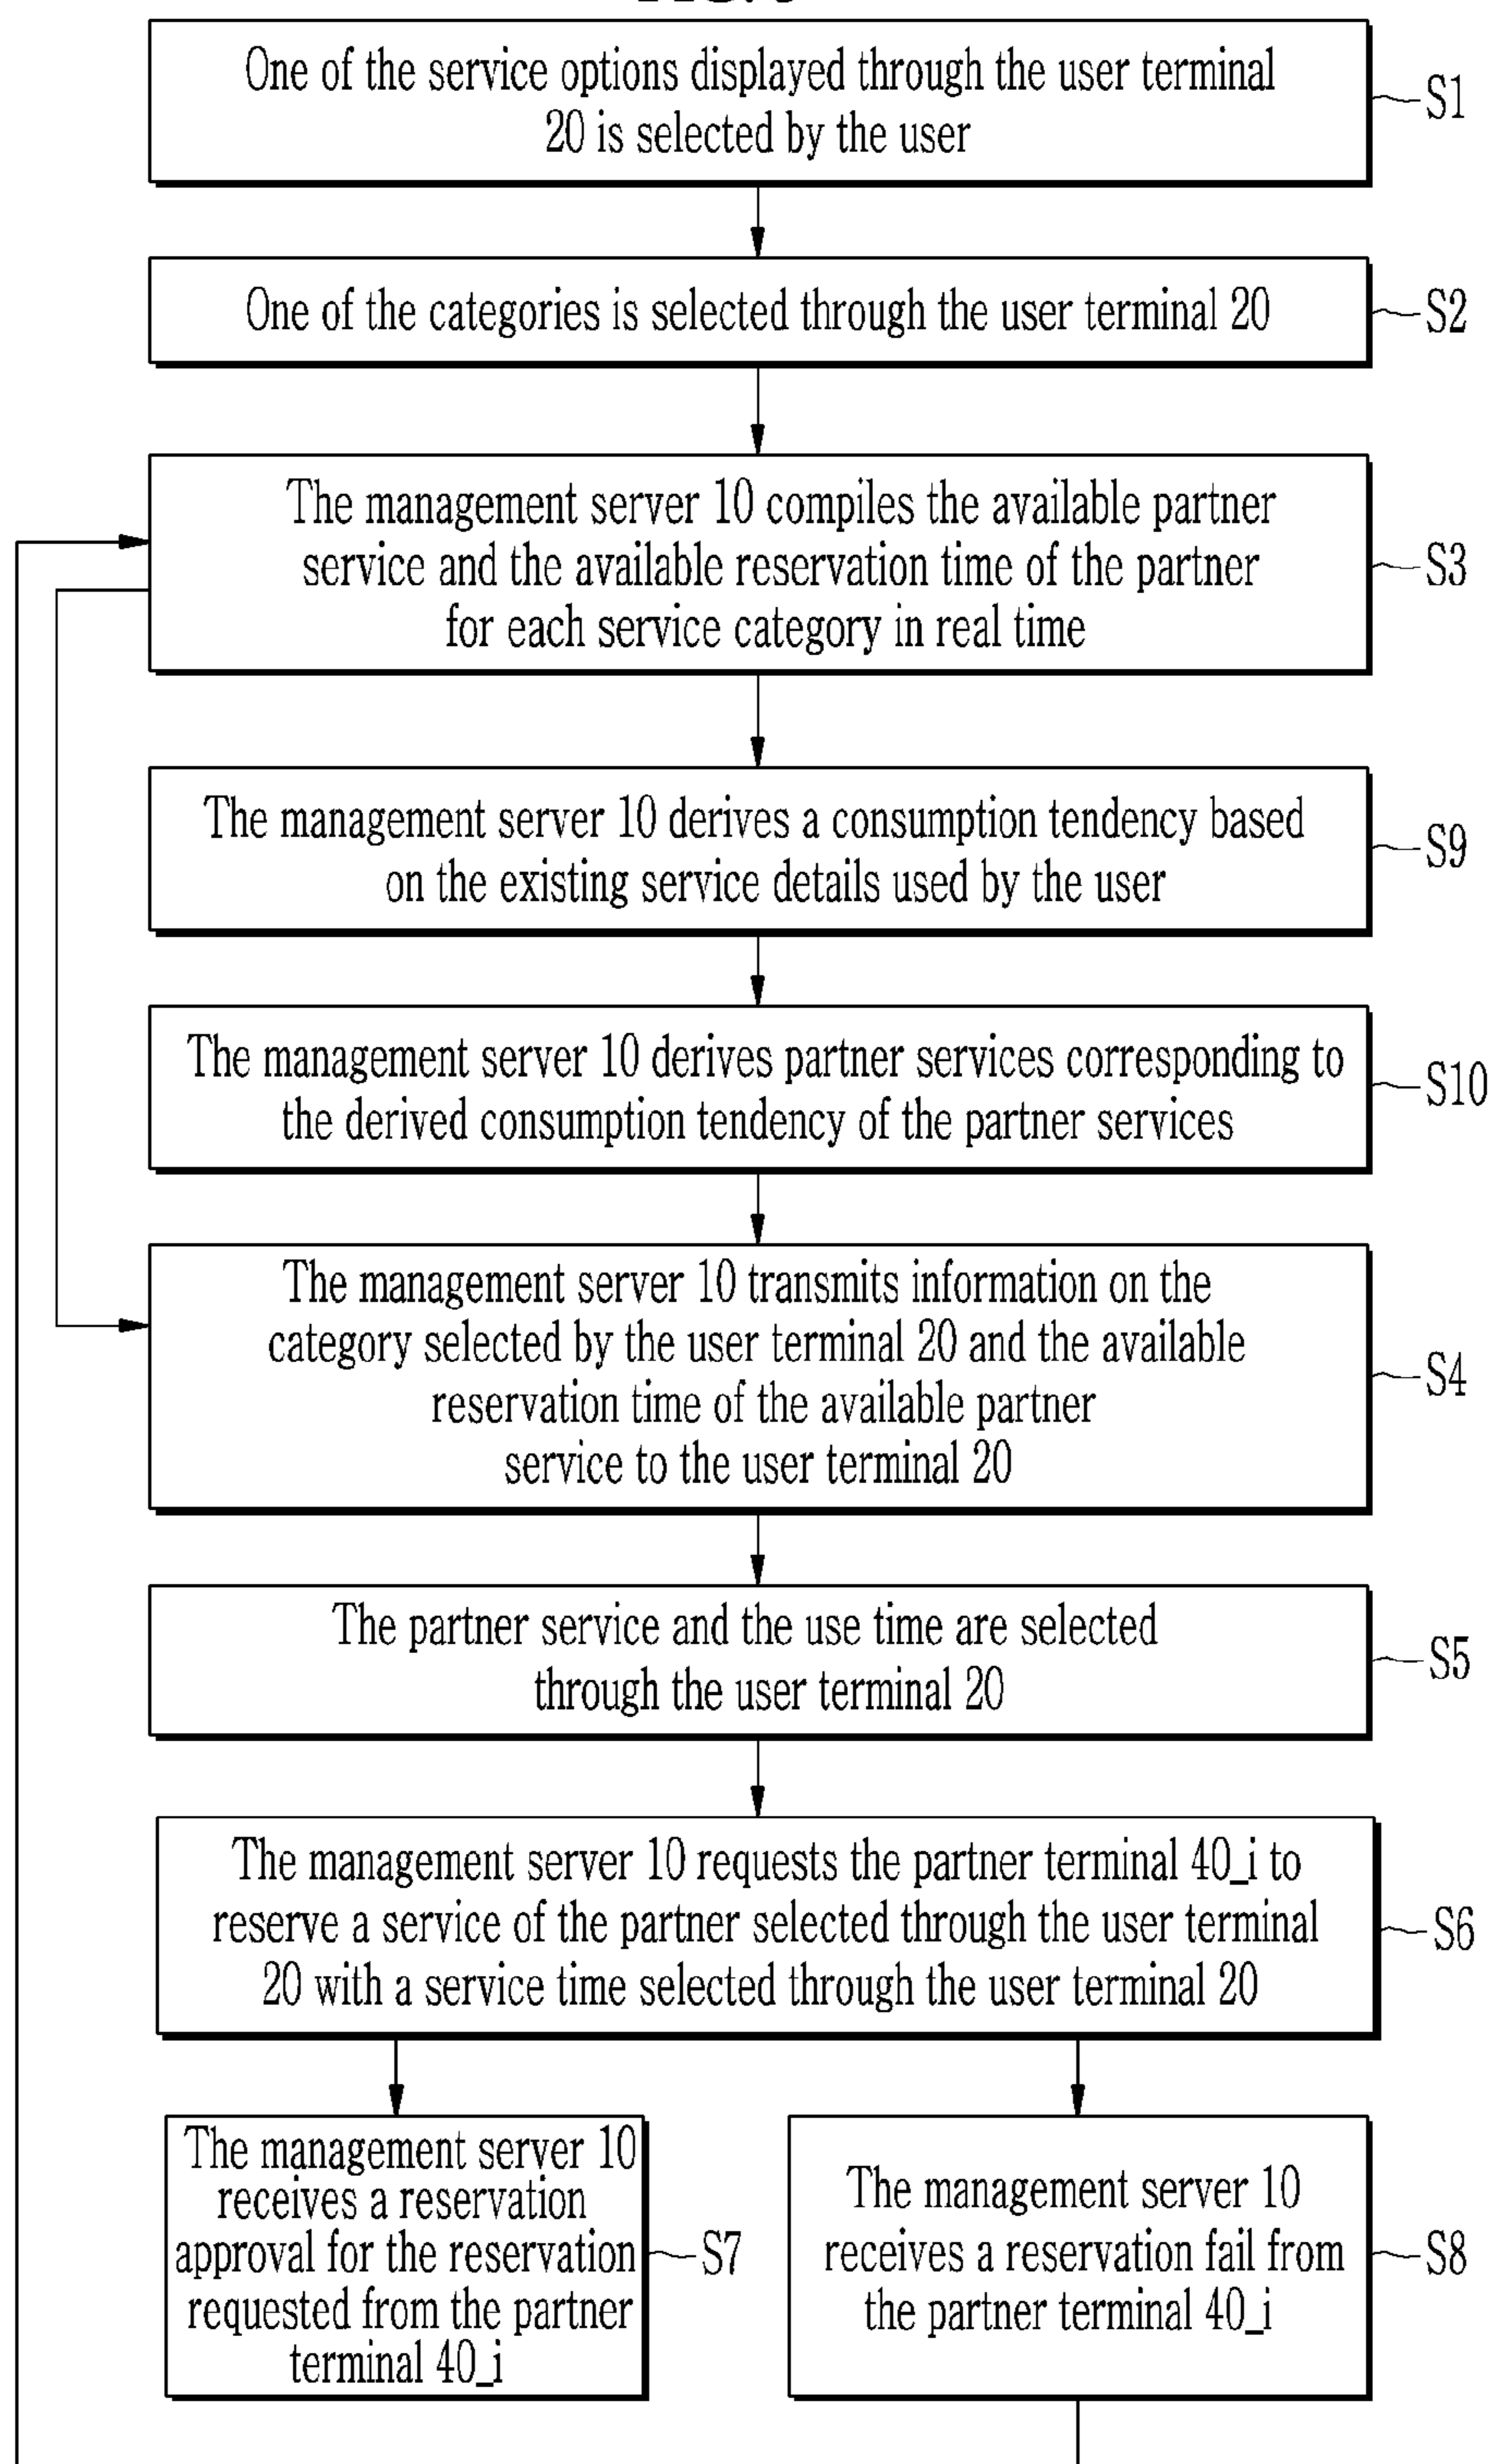 One of the service options displayed through the user terminal
20 is selected by the user
S1
One of the categories is selected through the user terminal 20
S2
The management server 10 compiles the available partner
service and the available reservation time of the partner
for each service category in real time
S3
The management server 10 derives a consumption tendency based
on the existing service details used by the user
S9
The management server 10 derives partner services corresponding to
the derived consumption tendency of the partner services
S10
The management server 10 transmits information on the
category selected by the user terminal 20 and the available
reservation time of the available partner
service to the user terminal 20
S4
The partner service and the use time are selected
through the user terminal 20
S5
The management server 10 requests the partner terminal 40_i to
reserve a service of the partner selected through the user terminal
20 with a service time selected through the user terminal 20
S6
The management server 10
receives a reservation
approval for the reservation
requested from the partner
terminal 40_i
S7
The management server 10
receives a reservation fail from
the partner terminal 40_i
S8